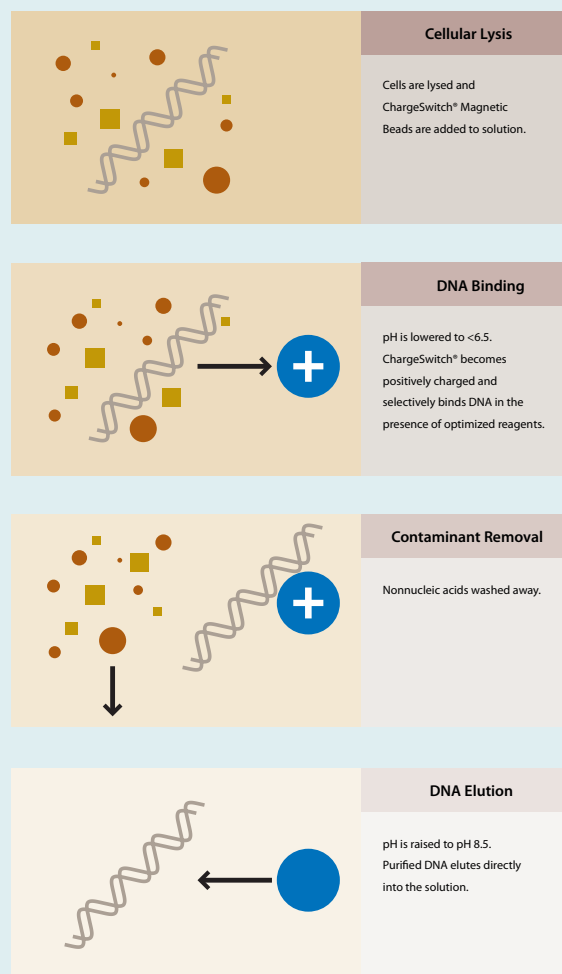 Cellular Lysis
Cells are lysed and
ChargeSwitch® Magnetic
Beads are added to solution.
DNA Binding
pH is lowered to <6.5.
ChargeSwitch® becomes
positively charged and
selectively binds DNA in the
presence of optimized reagents.
Contaminant Removal
Nonnucleic acids washed away.
DNA Elution
pH is raised to pH 8.5.
Purified DNA elutes directly
into the solution.